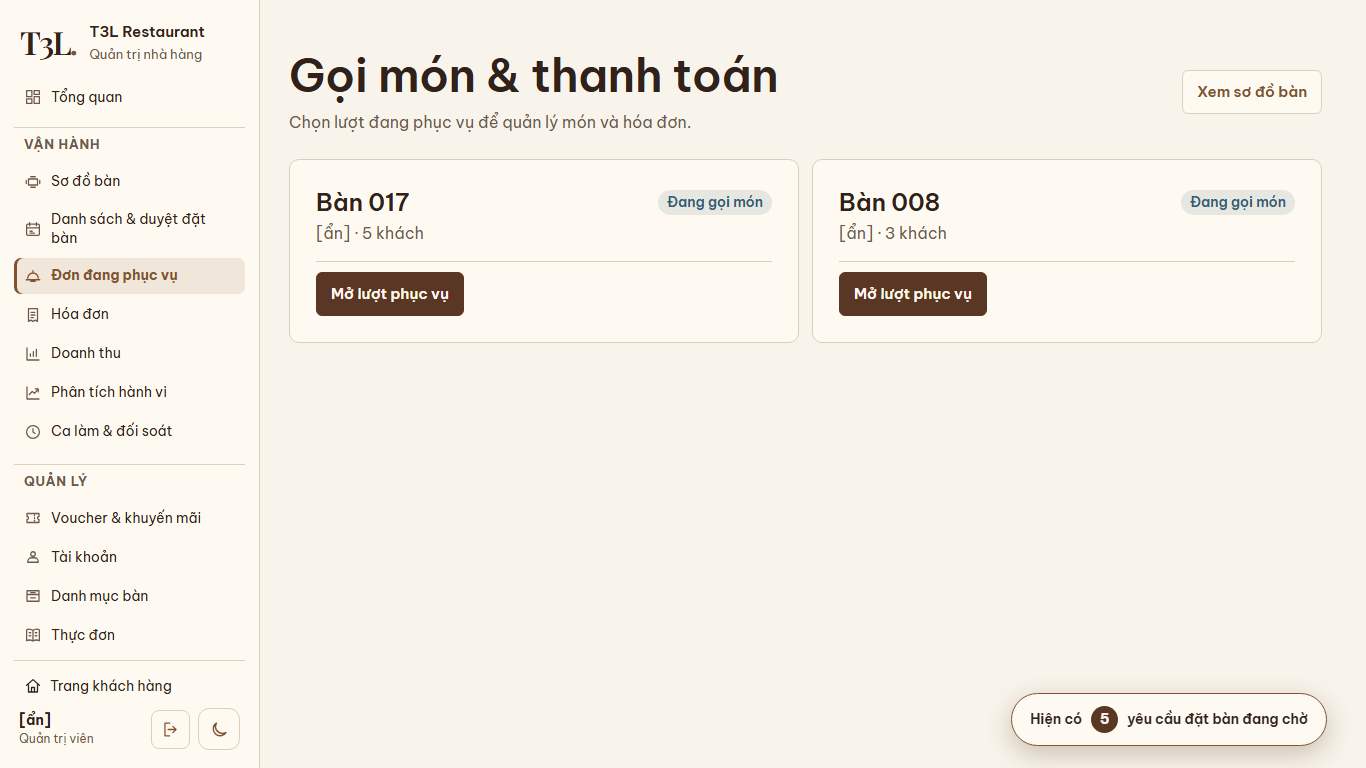 T3L.
T3L Restaurant
Quản trị nhà hàng
Tổng quan
VẬN HÀNH
Sơ đồ bàn
Danh sách & duyệt đặt
bàn
Đơn đang phục vụ
Hóa đơn
Doanh thu
Phân tích hành vi
Ca làm & đối soát
QUẢN LÝ
Voucher & khuyến mãi
Tài khoản
Danh mục bàn
Thực đơn
Trang khách hàng
[ẩn]
Quản trị viên
Gọi món & thanh toán
Chọn lượt đang phục vụ để quản lý món và hóa đơn.
Xem sơ đồ bàn
Bàn 017
Đang gọi món
[ẩn] · 5 khách
Mở lượt phục vụ
Bàn 008
Đang gọi món
[ẩn] · 3 khách
Mở lượt phục vụ
Hiện có 5 yêu cầu đặt bàn đang chờ